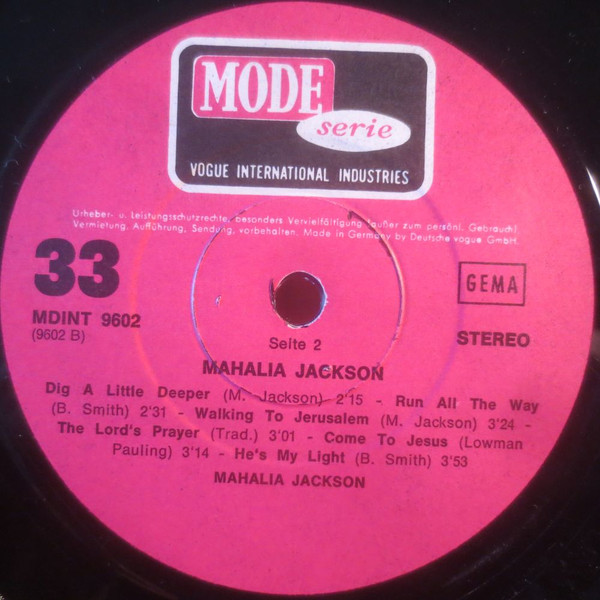 MODE
serie
VOGUE INTERNATIONAL INDUSTRIES
Urheber- u. Leistungsschutzrechte, besonders Vervielfältigung (außer zum persönl. Gebrauch)
Vermietung, Aufführung, Sendung, vorbehalten. Made in Germany by Deutsche vogue GmbH.
33
GEMA
MDINT 9602
(9602 B)
Seite 2
STEREO
MAHALIA JACKSON
Dig A Little Deeper (M. Jackson) 2'15 - Run All The Way
(B. Smith) 2'31 - Walking To Jerusalem (M. Jackson) 3'24 -
The Lord's Prayer (Trad.) 3'01 - Come To Jesus (Lowman
Pauling) 3'14 - He's My Light (B. Smith) 3'53
MAHALIA JACKSON